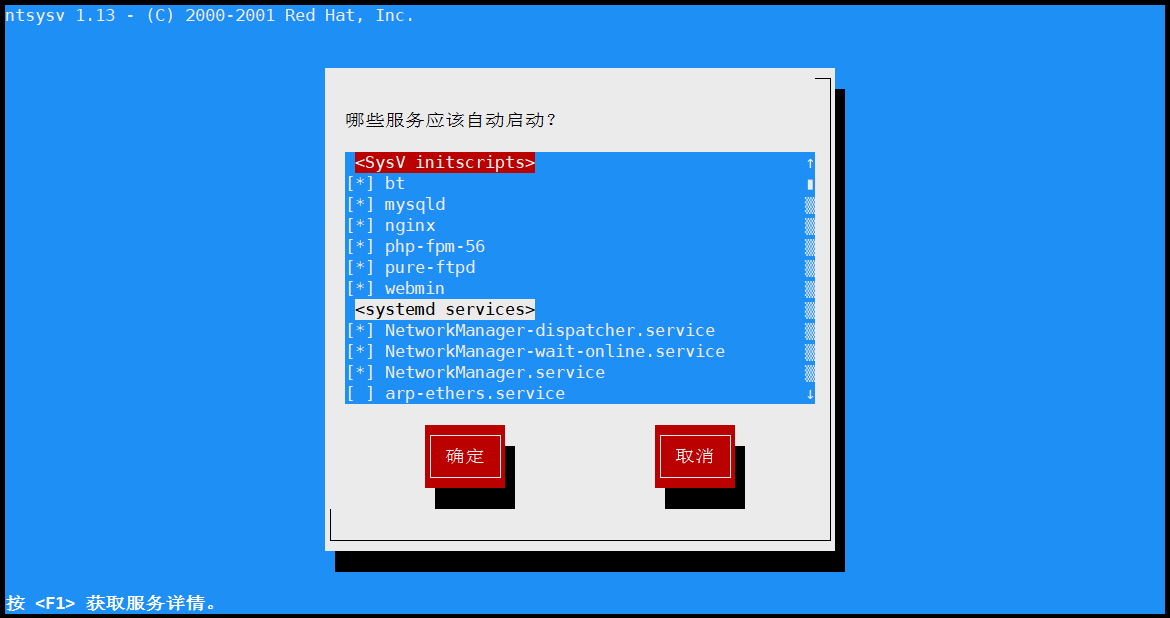 ntsysv 1.13 - (C) 2000-2001 Red Hat, Inc.
哪些服务应该自动启动?
<SysV initscripts>
[*] bt
[*] mysqld
[*] nginx
[*] php-fpm-56
[*] pure-ftpd
[*] webmin
<systemd services>
[*] NetworkManager-dispatcher.service
[*] NetworkManager-wait-online.service
[*] NetworkManager.service
[ ] arp-ethers.service
确定 取消
按 <F1> 获取服务详情。